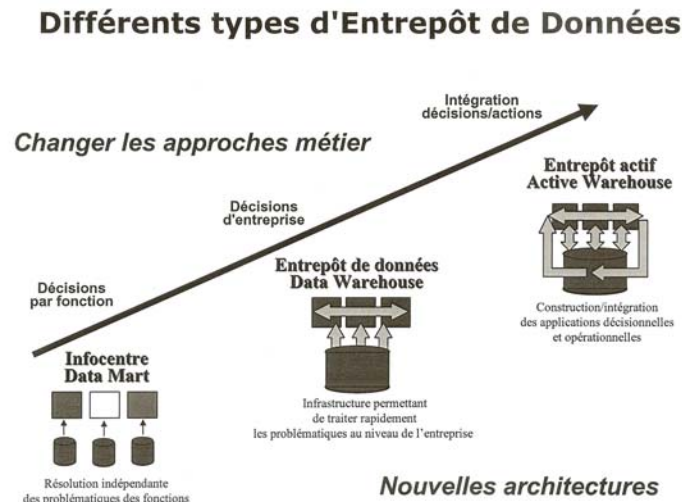 Différents types d'Entrepôt de Données
Intégration
décisions/actions
Changer les approches métier
Entrepôt actif
Active Warehouse
Décisions
d'entreprise
Entrepôt de données
Data Warehouse
Décisions
par fonction
Construction/intégration
des applications décisionnelles
et opérationnelles
Infocentre
Data Mart
Infrastructure permettant
de traiter rapidement
les problématiques au niveau de l'entreprise
Résolution indépendante
des problématiques des fonctions
Nouvelles architectures